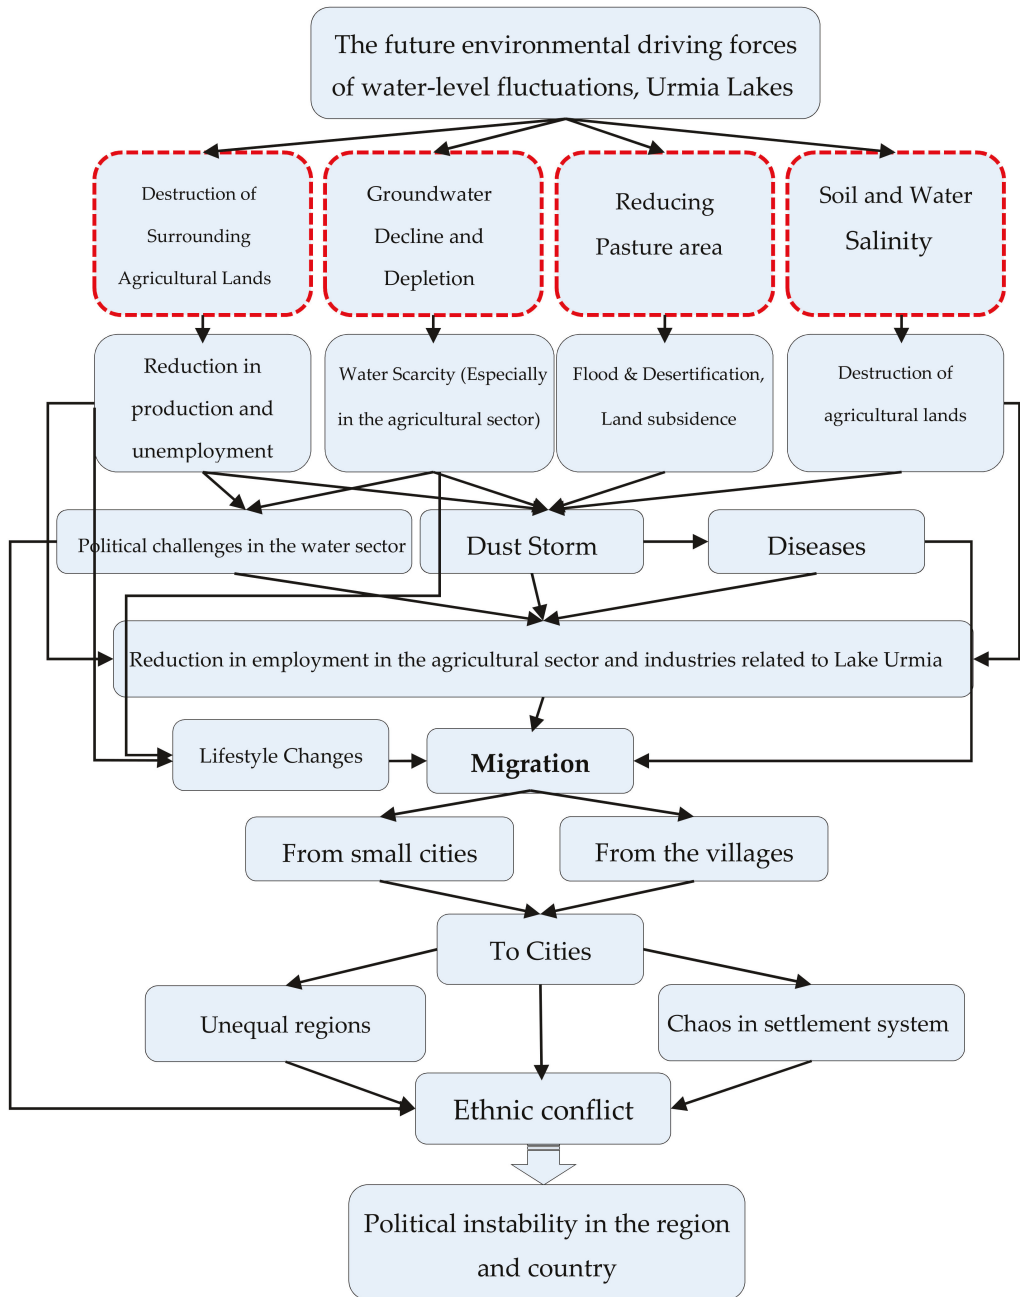 The future environmental driving forces
of water-level fluctuations, Urmia Lakes
Destruction of
Surrounding
Agricultural Lands
Groundwater
Decline and
Depletion
Reducing
Pasture area
Soil and Water
Salinity
Reduction in
production and
unemployment
Water Scarcity (Especially
in the agricultural sector)
Flood & Desertification,
Land subsidence
Destruction of
agricultural lands
Political challenges in the water sector
Dust Storm
Diseases
Reduction in employment in the agricultural sector and industries related to Lake Urmia
Lifestyle Changes
Migration
From small cities
From the villages
To Cities
Unequal regions
Chaos in settlement system
Ethnic conflict
Political instability in the region
and country